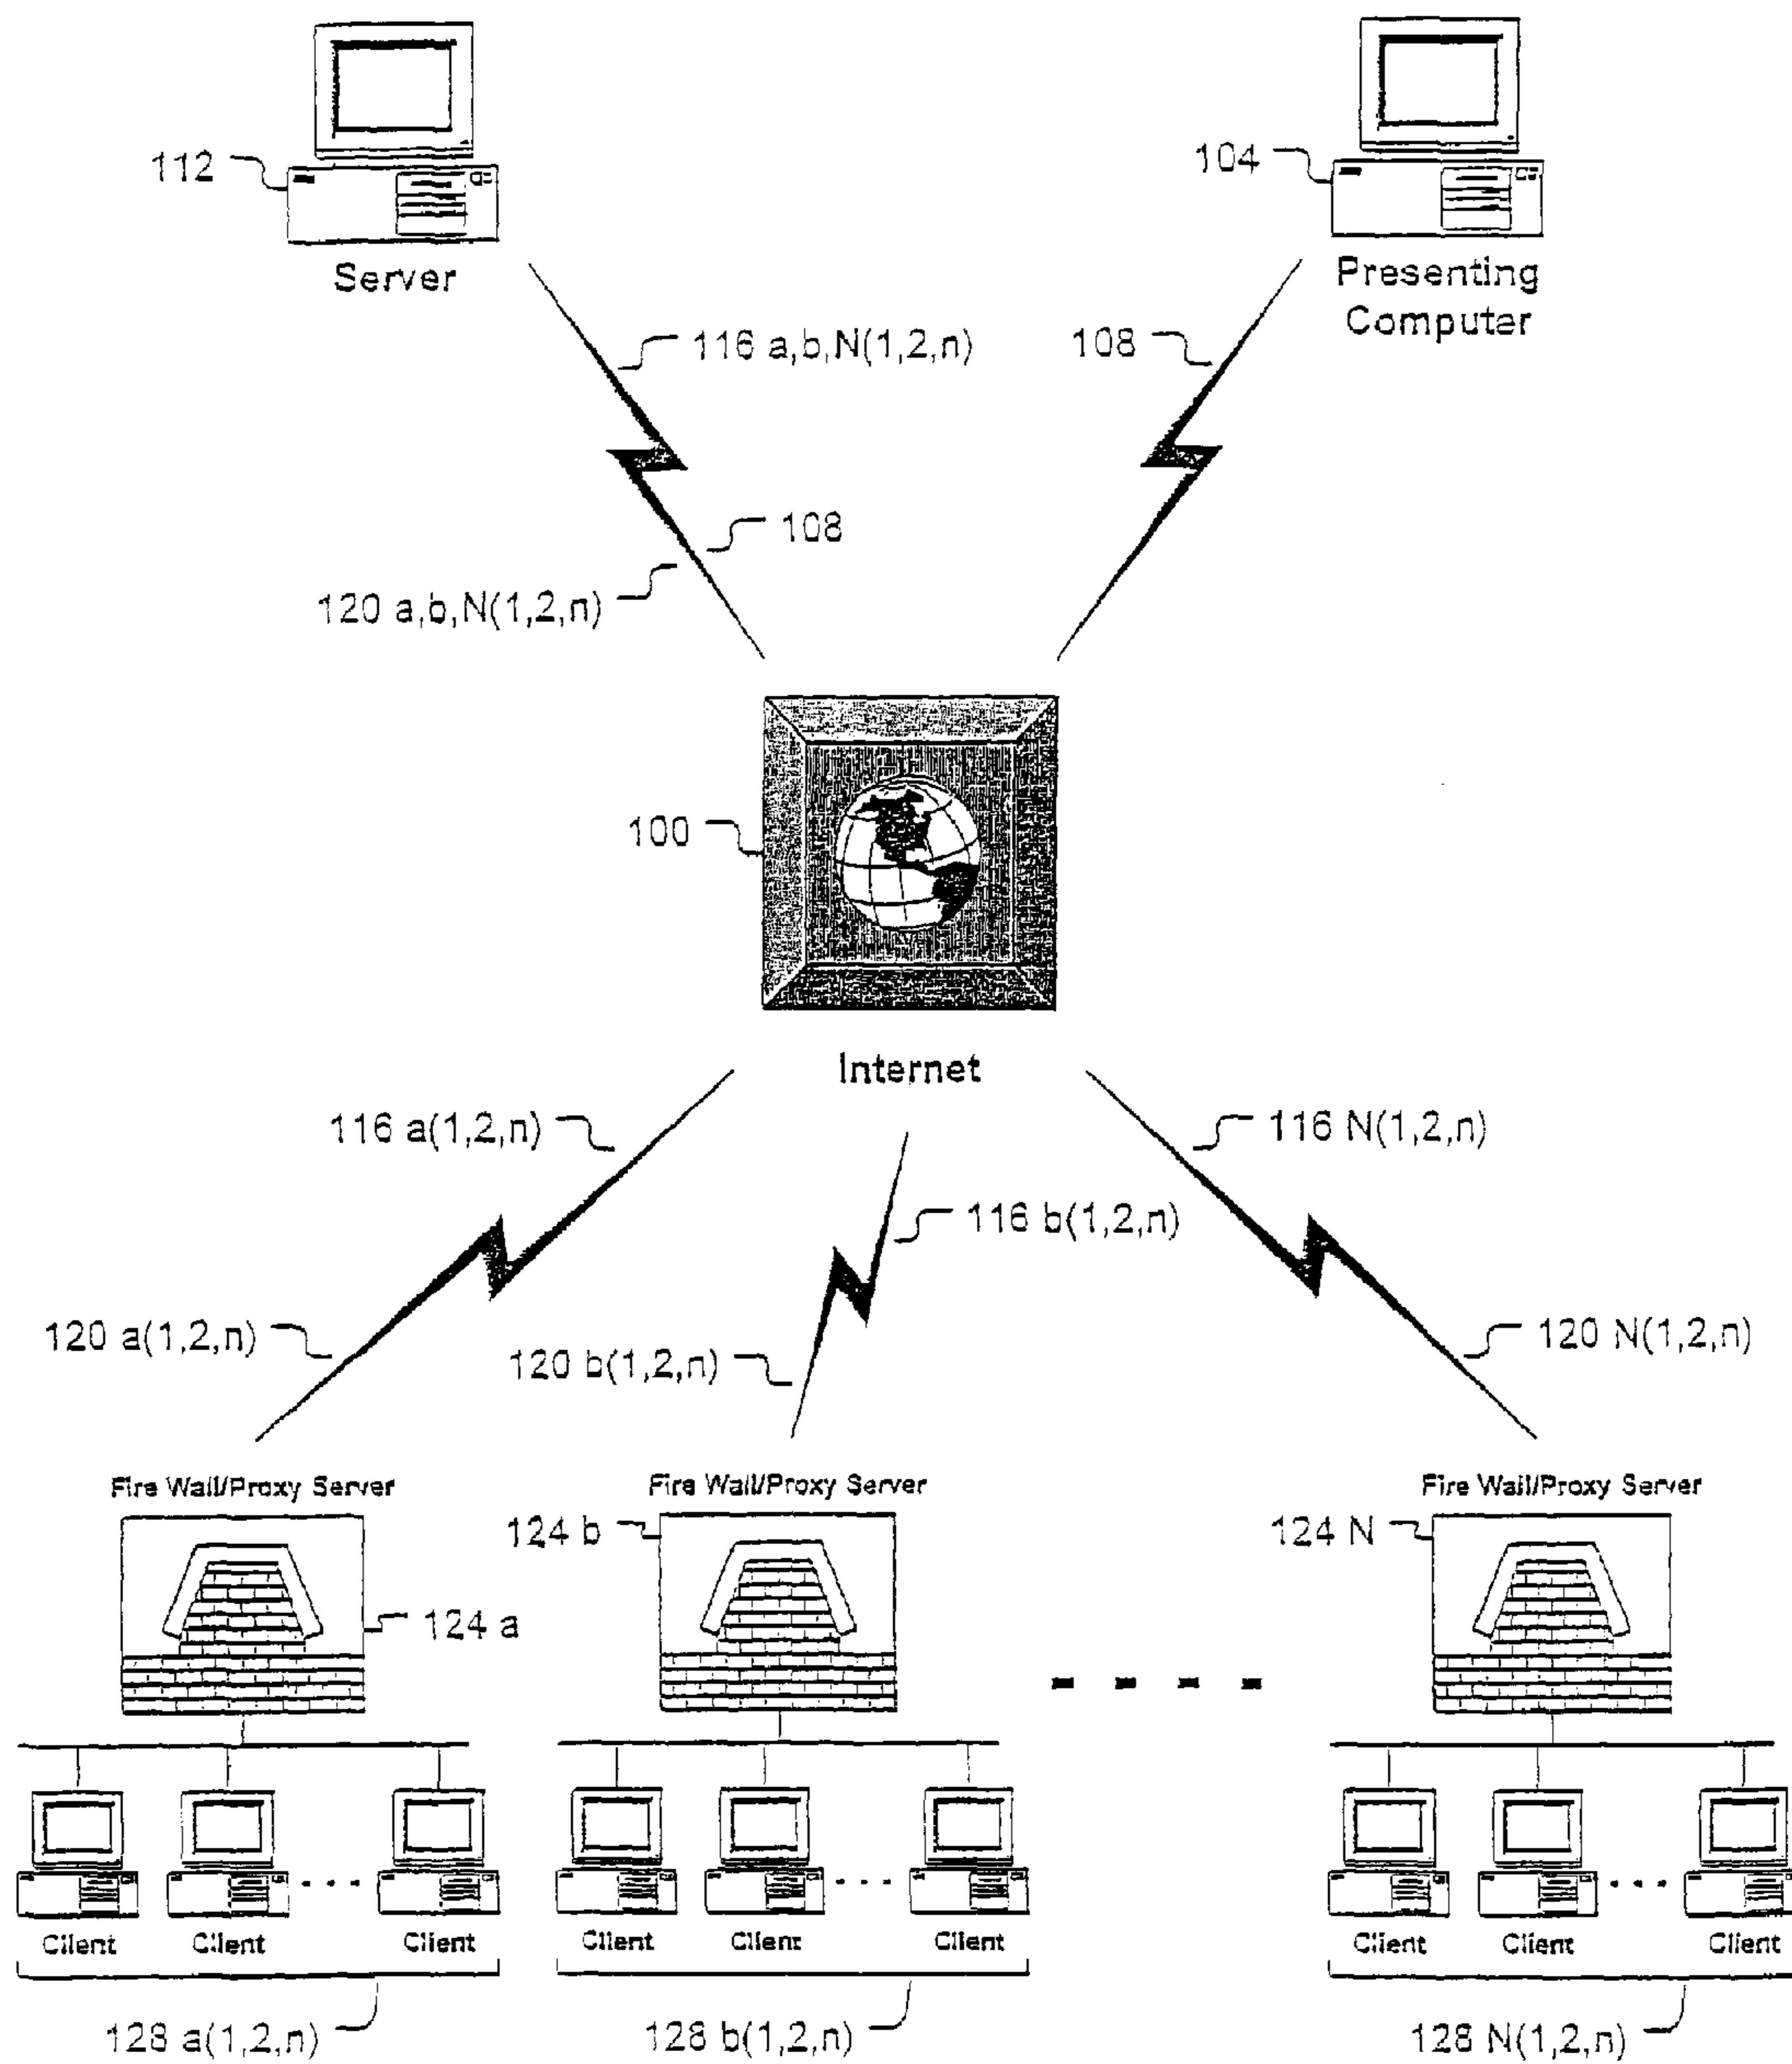 112
Server
104
Presenting
Computer
116 a,b,N(1,2,n)
108
108
120 a,b,N(1,2,n)
100
Internet
116 a(1,2,n)
116 N(1,2,n)
116 b(1,2,n)
120 a(1,2,n)
120 b(1,2,n)
120 N(1,2,n)
Fire Wall/Proxy Server
Fire Wall/Proxy Server
Fire Wall/Proxy Server
124 b
124 N
124 a
Client
Client
Client
Client
Client
Client
Client
Client
Client
128 a(1,2,n)
128 b(1,2,n)
128 N(1,2,n)